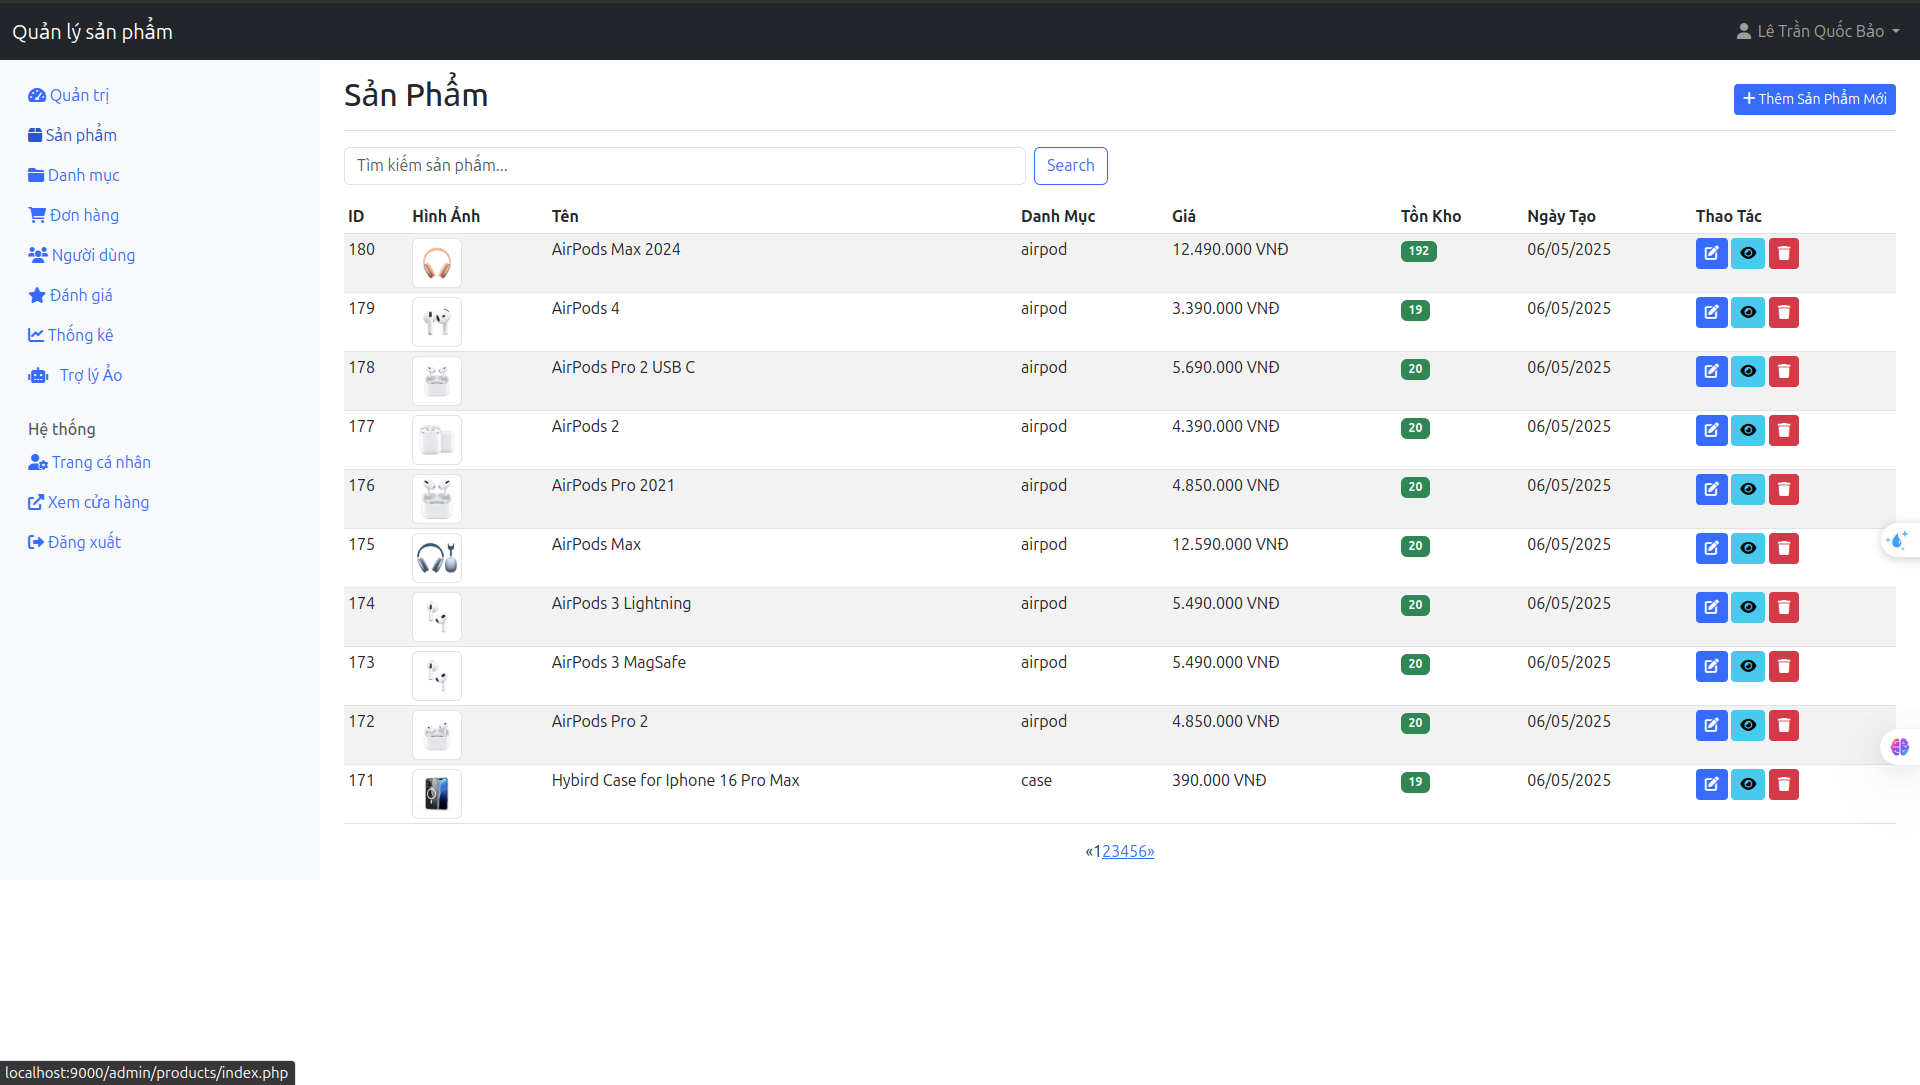 Quản lý sản phẩm
Lê Trần Quốc Bảo
Quản trị
Sản phẩm
Danh mục
Đơn hàng
Người dùng
Đánh giá
Thống kê
Trợ lý Ảo
Hệ thống
Trang cá nhân
Xem cửa hàng
Đăng xuất
Sản Phẩm
Thêm Sản Phẩm Mới
Tìm kiếm sản phẩm... Search
ID Hình Ảnh Tên Danh Mục Giá Tồn Kho Ngày Tạo Thao Tác
180 AirPods Max 2024 airpod 12.490.000 VNĐ 192 06/05/2025
179 AirPods 4 airpod 3.390.000 VNĐ 19 06/05/2025
178 AirPods Pro 2 USB C airpod 5.690.000 VNĐ 20 06/05/2025
177 AirPods 2 airpod 4.390.000 VNĐ 20 06/05/2025
176 AirPods Pro 2021 airpod 4.850.000 VNĐ 20 06/05/2025
175 AirPods Max airpod 12.590.000 VNĐ 20 06/05/2025
174 AirPods 3 Lightning airpod 5.490.000 VNĐ 20 06/05/2025
173 AirPods 3 MagSafe airpod 5.490.000 VNĐ 20 06/05/2025
172 AirPods Pro 2 airpod 4.850.000 VNĐ 20 06/05/2025
171 Hybird Case for Iphone 16 Pro Max case 390.000 VNĐ 19 06/05/2025
«123456»
localhost:9000/admin/products/index.php